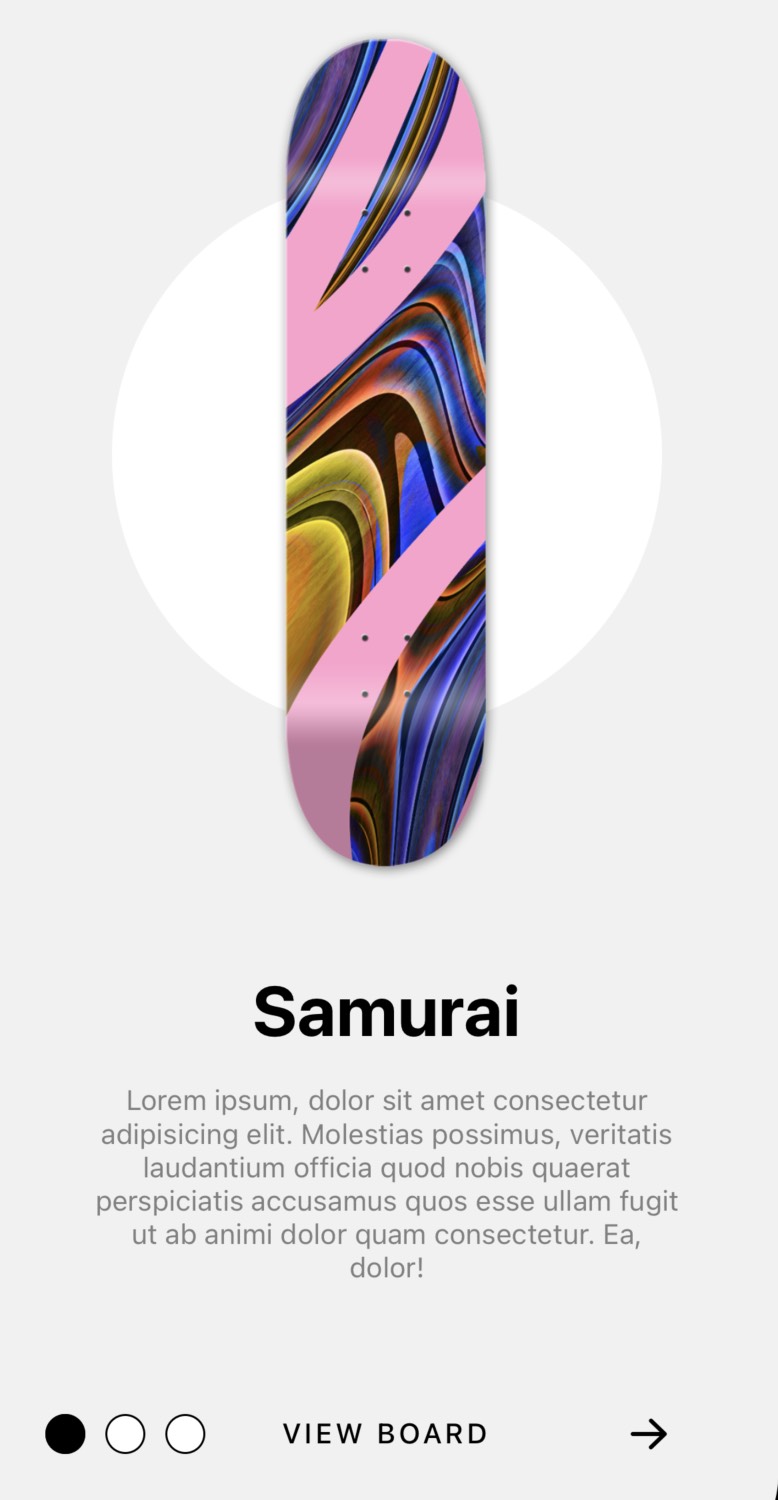 Samurai
Lorem ipsum, dolor sit amet consectetur
adipisicing elit. Molestias possimus, veritatis
laudantium officia quod nobis quaerat
perspiciatis accusamus quos esse ullam fugit
ut ab animi dolor quam consectetur. Ea,
dolor!
VIEW BOARD